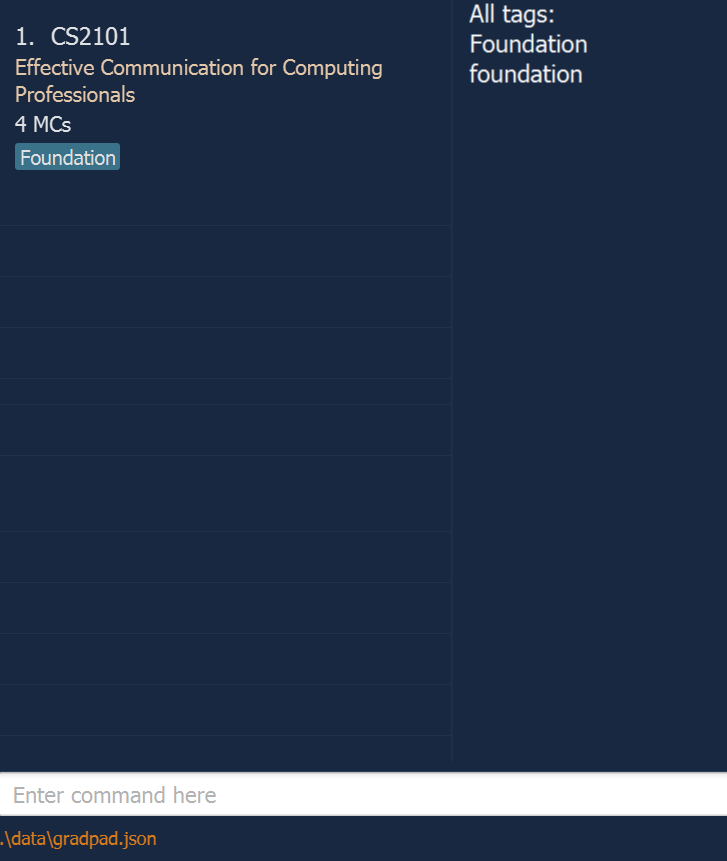 1. CS2101
Effective Communication for Computing
Professionals
4 MCs
Foundation
All tags:
Foundation
foundation
Enter command here
.\data\gradpad.json